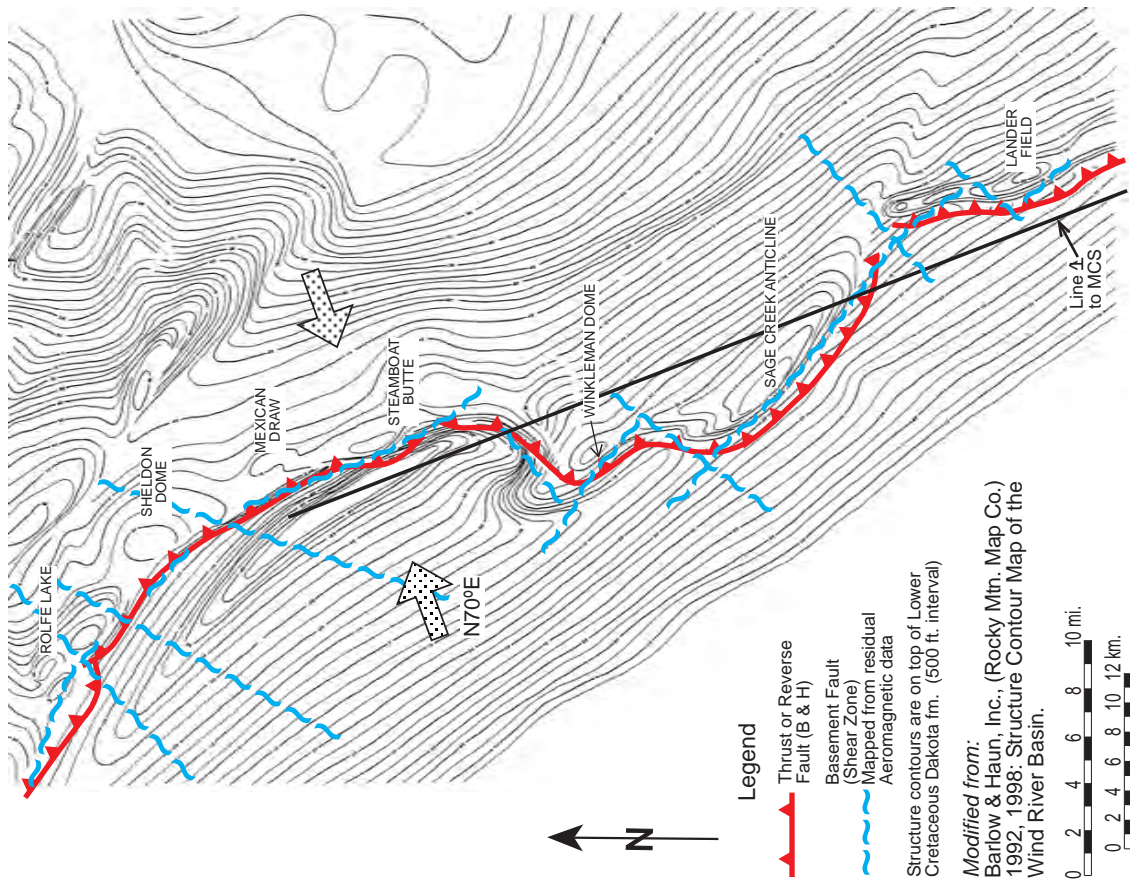 ROLFE LAKE
SHELDON
DOME
MEXICAN
DRAW
STEAMBOAT
BUTTE
N70ºE
WINKLEMAN DOME
SAGE CREEK ANTICLINE
LANDER
FIELD
Line 4
to MCS
N
Legend
Thrust or Reverse
Fault (B & H)
Basement Fault
(Shear Zone)
Mapped from residual
Aeromagnetic data
Structure contours are on top of Lower
Cretaceous Dakota fm. (500 ft. interval)
Modified from:
Barlow & Haun, Inc., (Rocky Mtn. Map Co.)
1992, 1998: Structure Contour Map of the
Wind River Basin.
0 2 4 6 8 10 mi.
0 2 4 6 8 10 12 km.